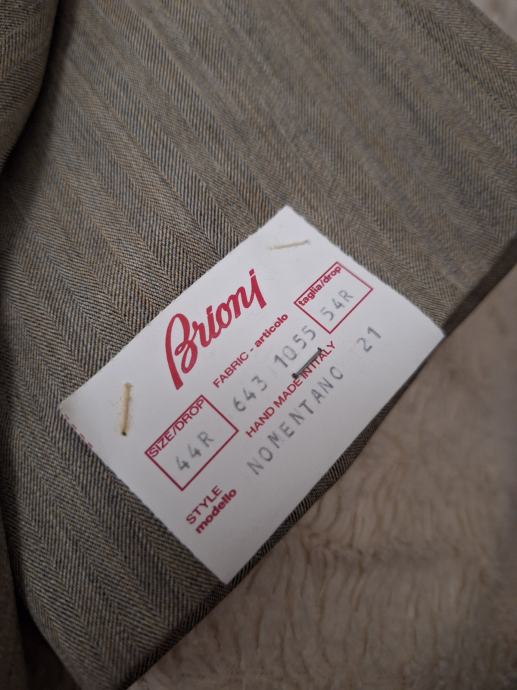 Brioni
FABRIC - articolo
taglia/drop
SIZE/DROP
44R
643 1055
54R
HAND MADE IN ITALY
STYLE
modello
NOMENTANO 21